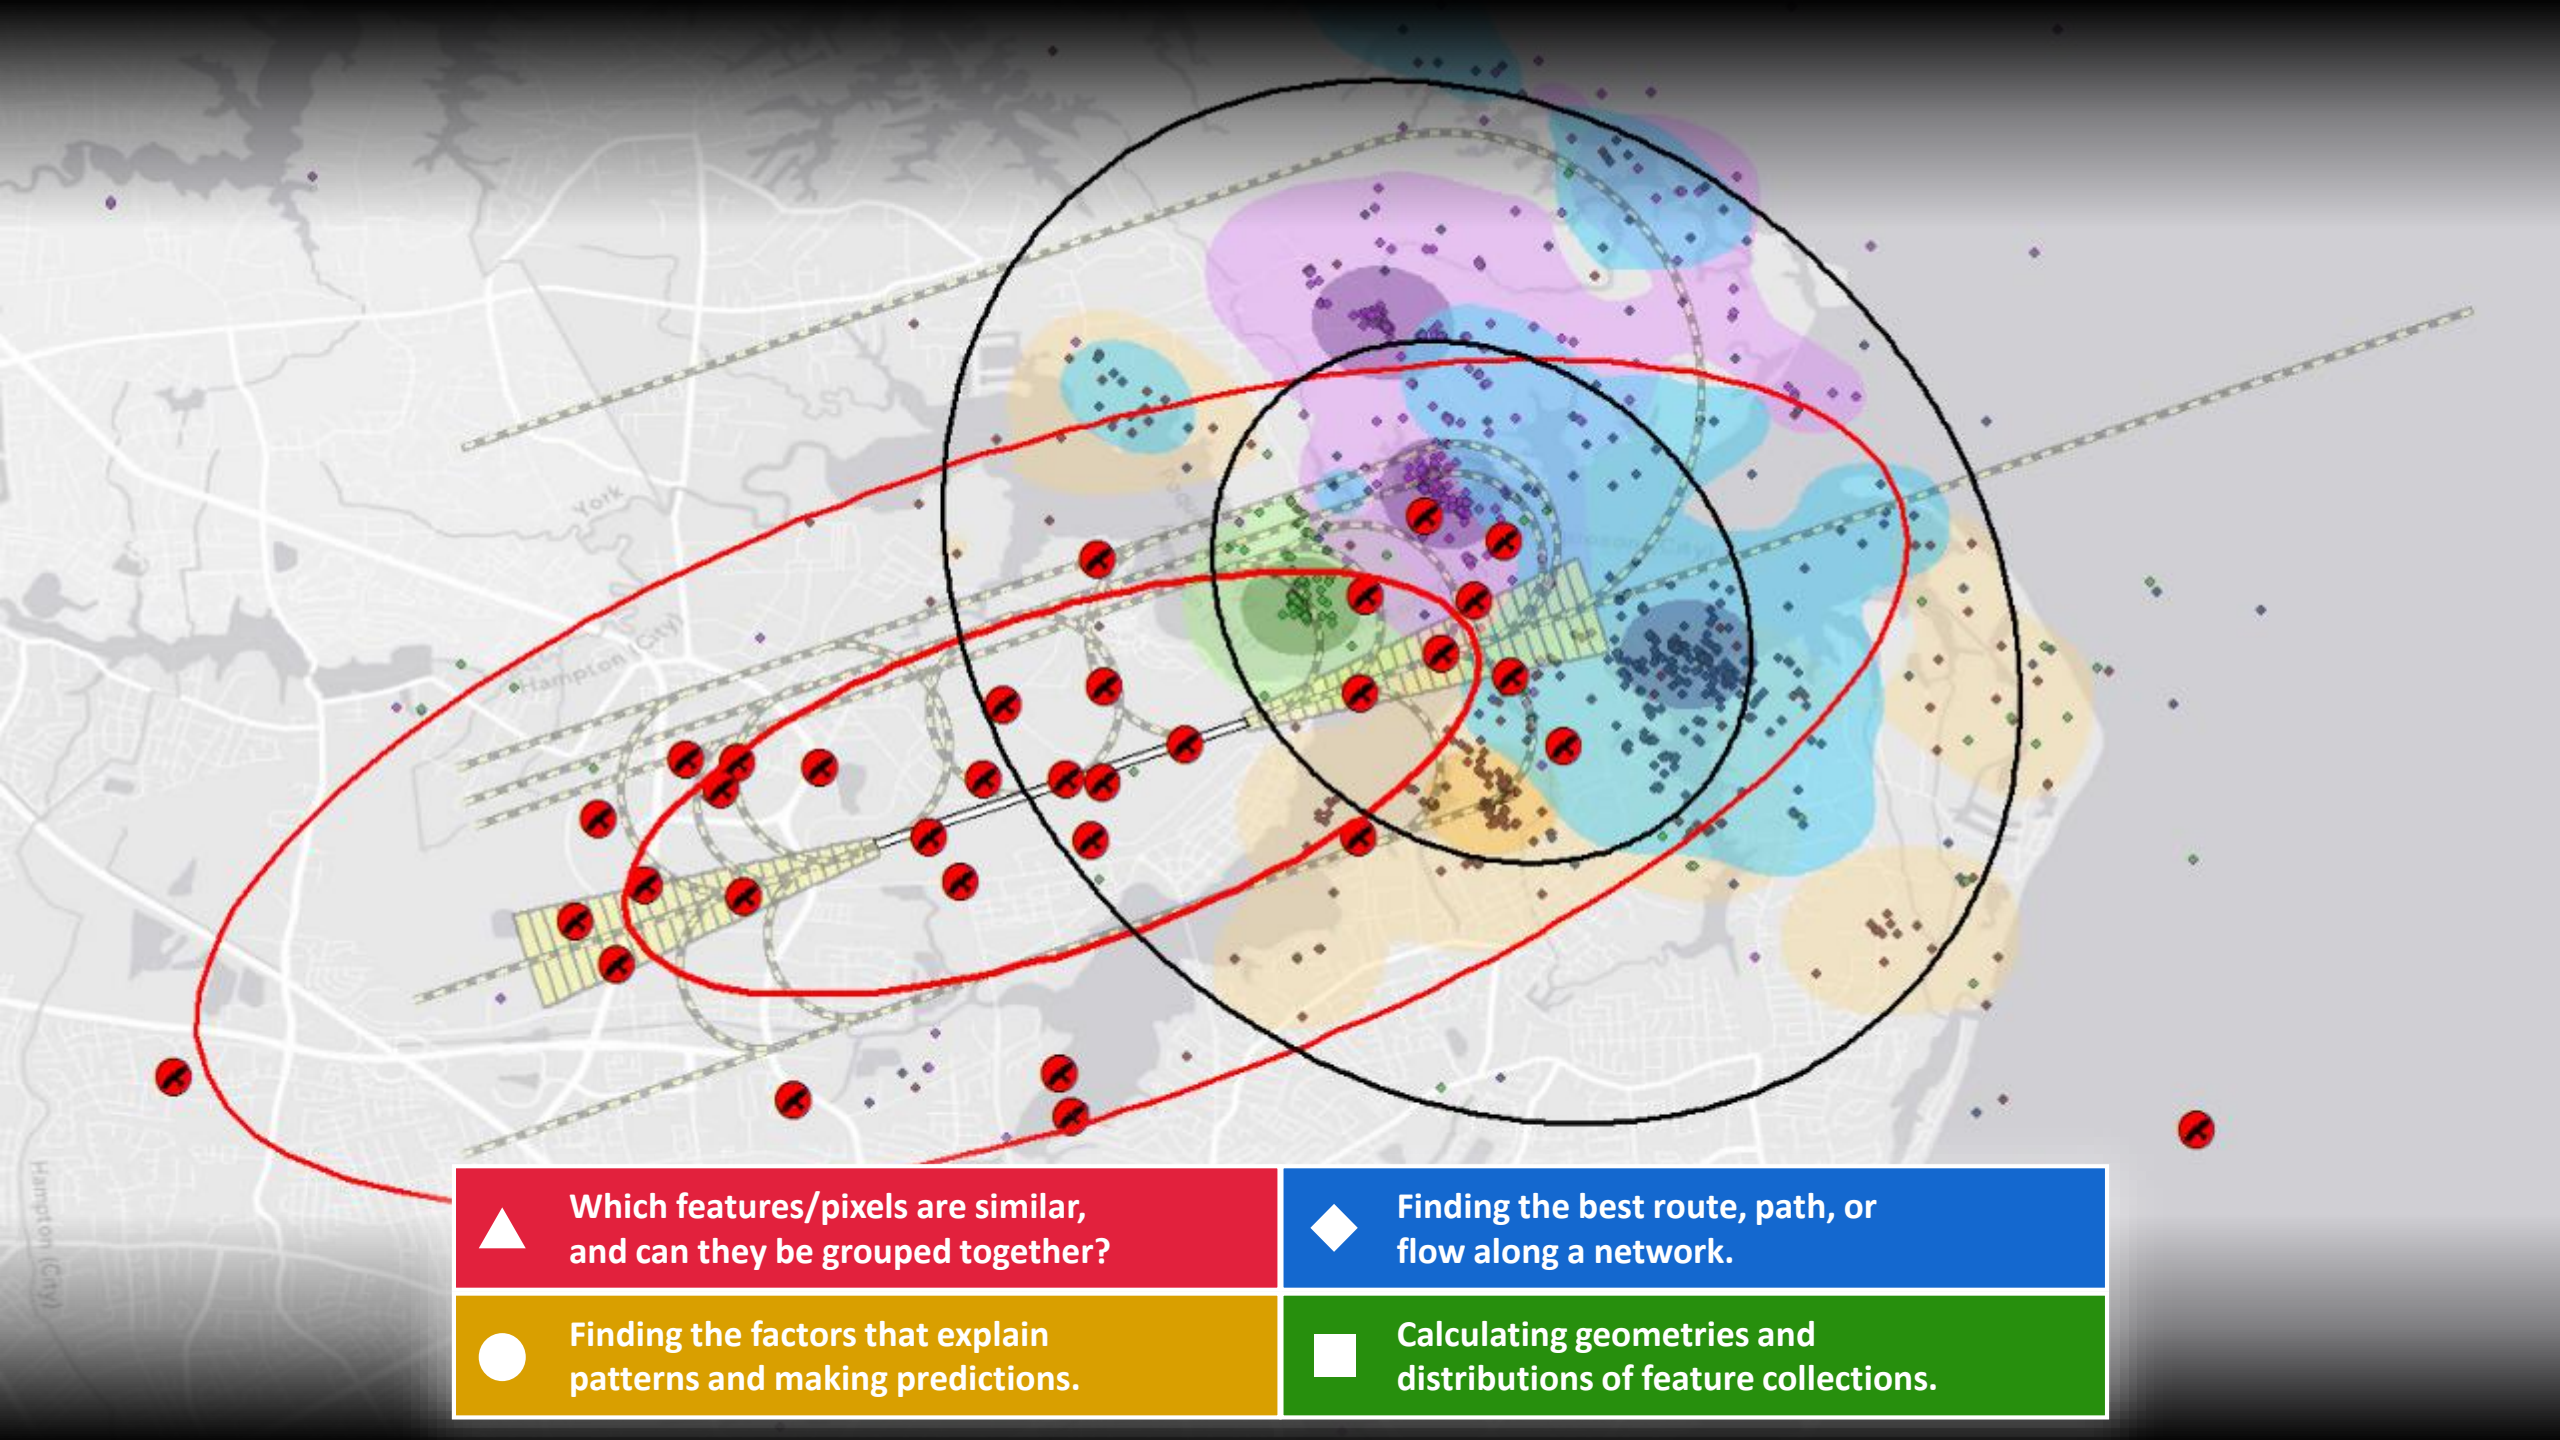 York
Hampton (City)
Which features/pixels are similar,
and can they be grouped together?
Finding the best route, path, or
flow along a network.
Finding the factors that explain
patterns and making predictions.
Calculating geometries and
distributions of feature collections.
Hampton (City)